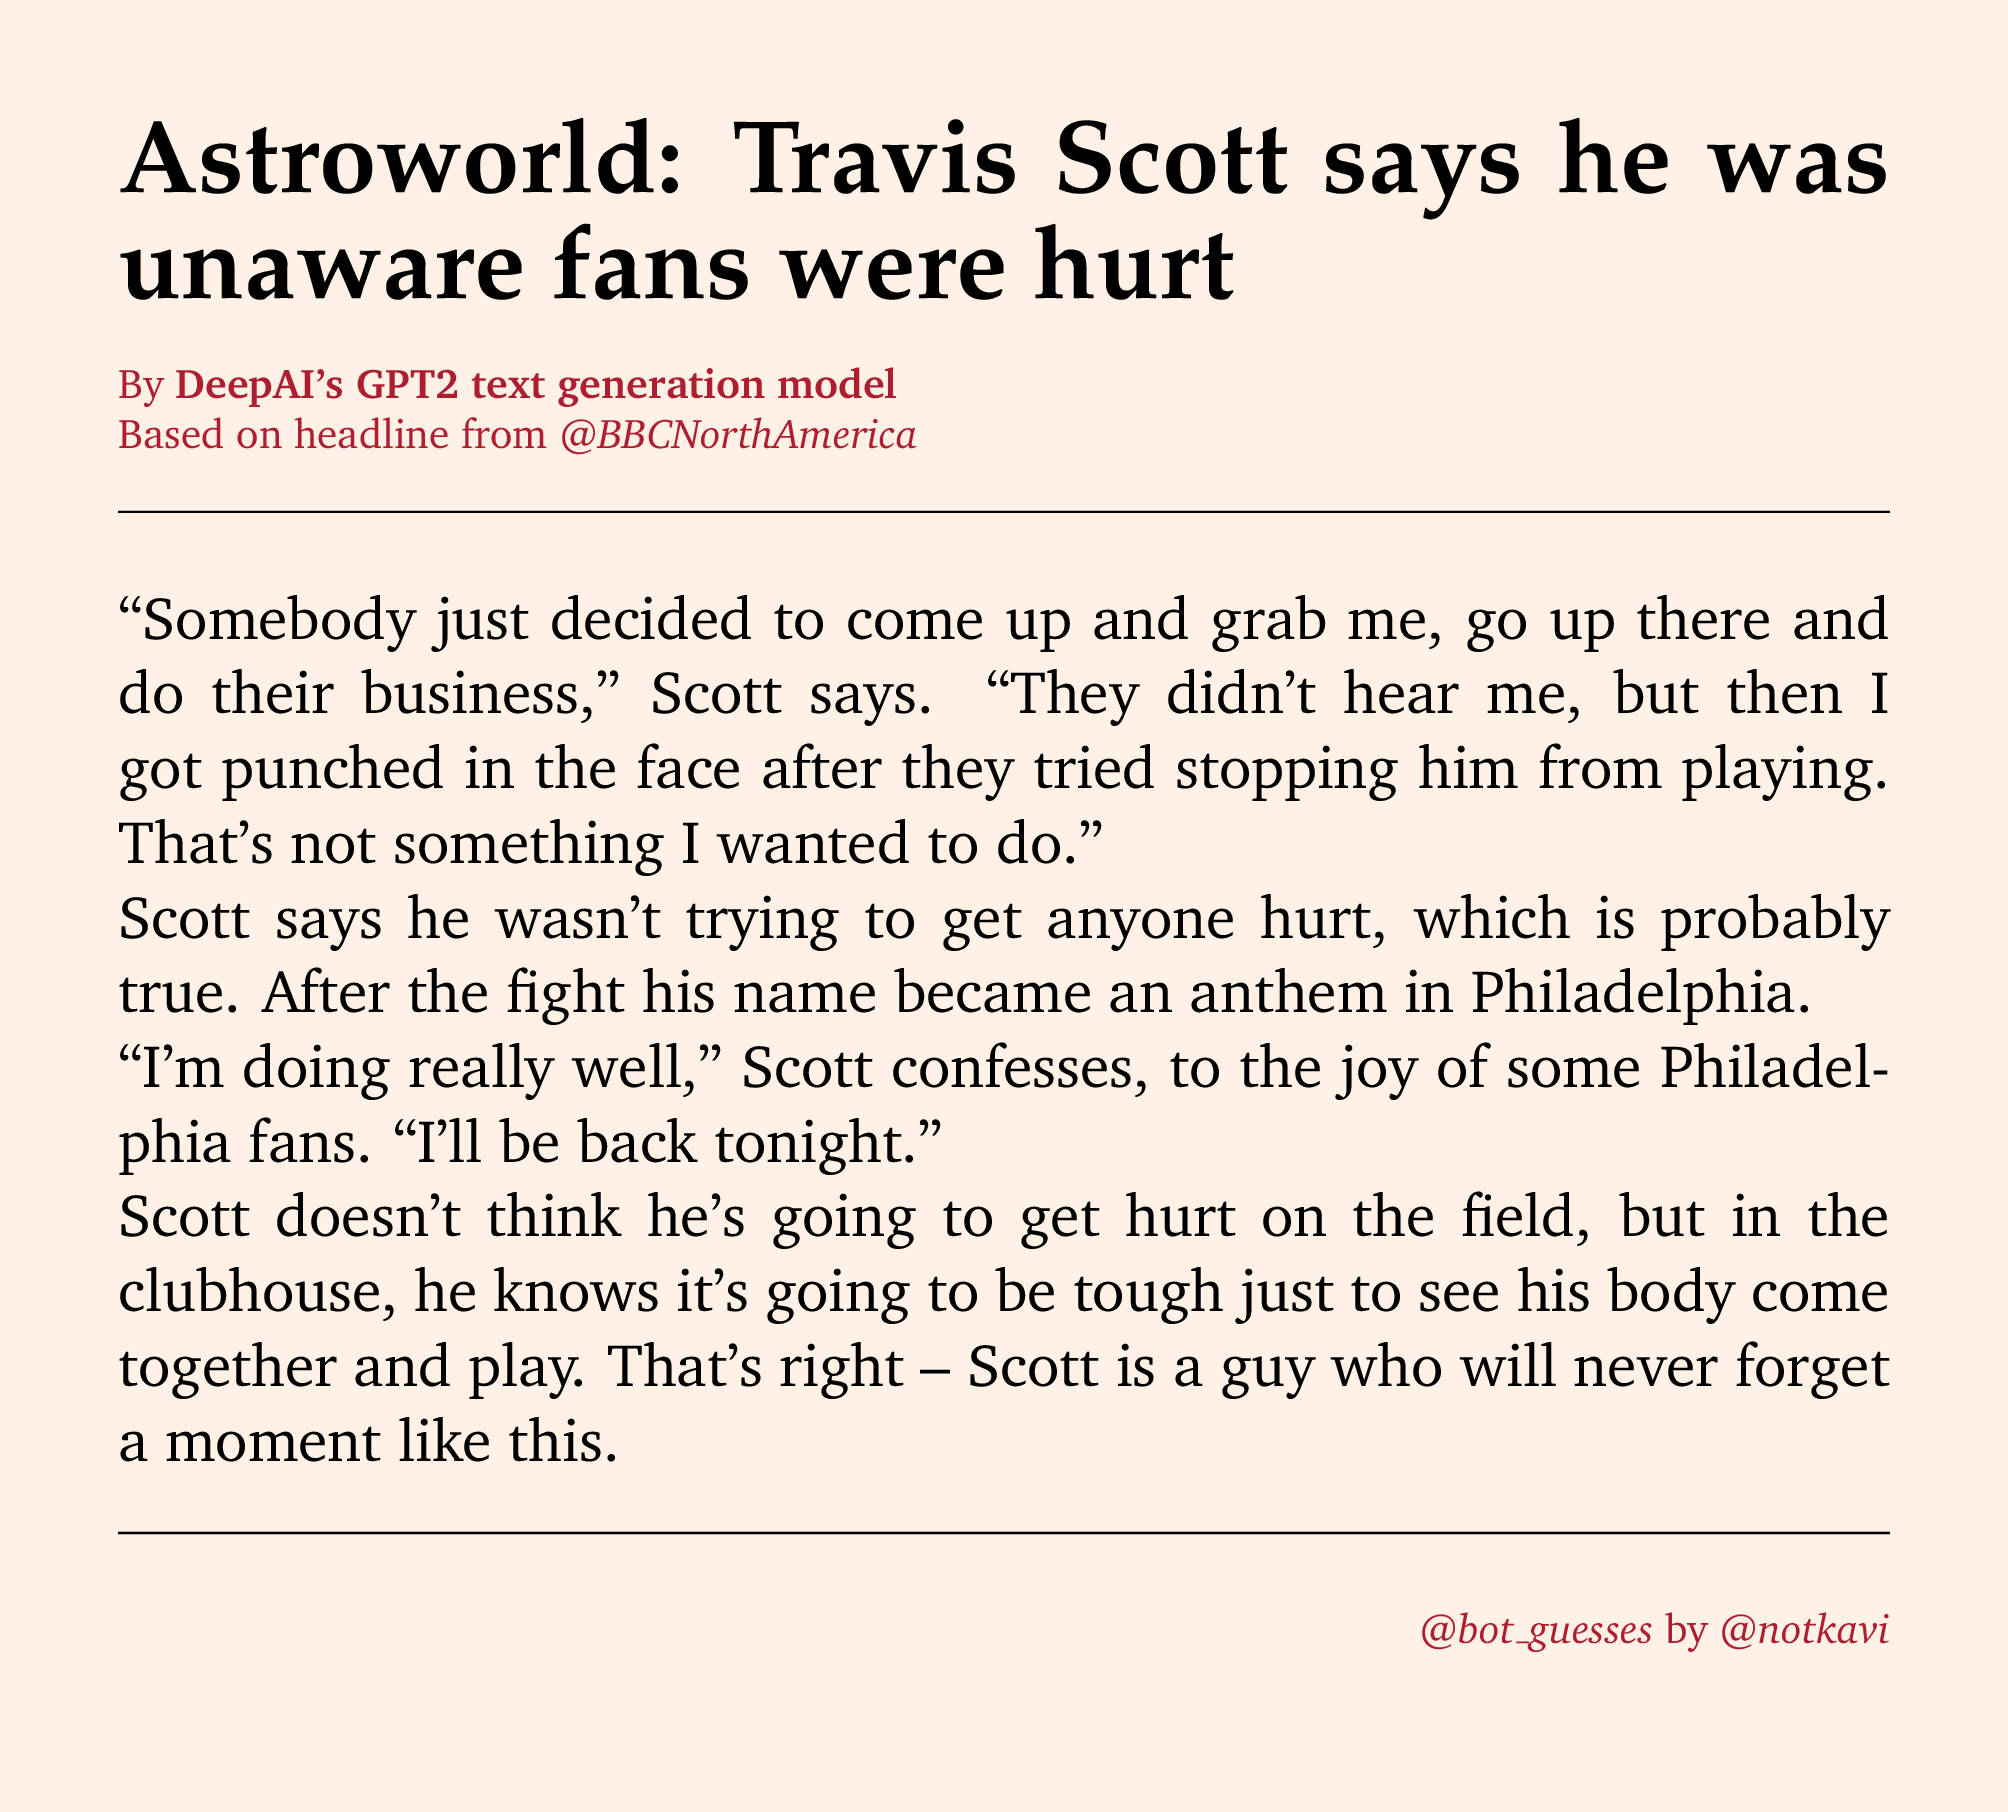 Astroworld: Travis Scott says he was
unaware fans were hurt
By DeepAI’s GPT2 text generation model
Based on headline from @BBCNorthAmerica
“Somebody just decided to come up and grab me, go up there and
do their business,” Scott says. “They didn’t hear me, but then I
got punched in the face after they tried stopping him from playing.
That’s not something I wanted to do.”
Scott says he wasn’t trying to get anyone hurt, which is probably
true. After the fight his name became an anthem in Philadelphia.
“I’m doing really well,” Scott confesses, to the joy of some Philadel-
phia fans. “I’ll be back tonight.”
Scott doesn’t think he’s going to get hurt on the field, but in the
clubhouse, he knows it’s going to be tough just to see his body come
together and play. That’s right – Scott is a guy who will never forget
a moment like this.
@bot_guesses by @notkavi